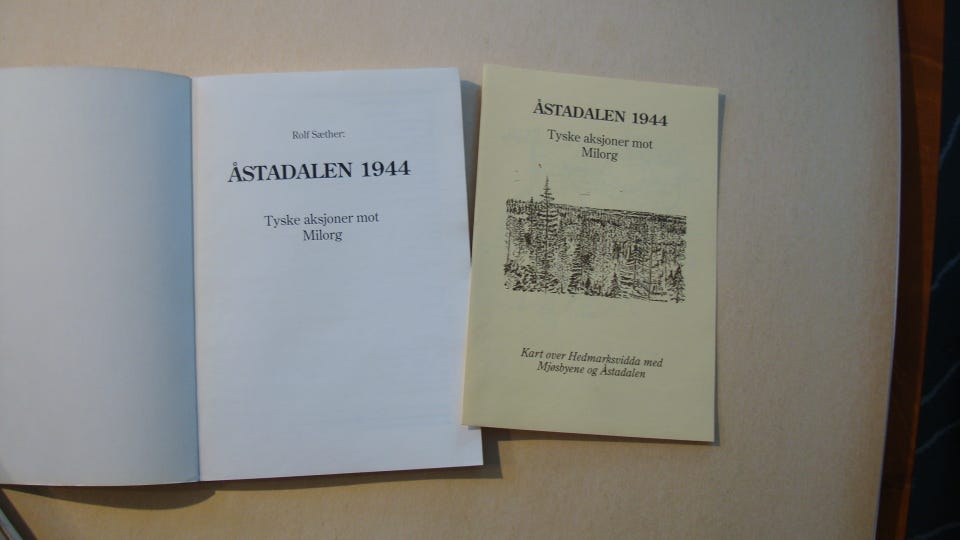 Rolf Sæther:
ÅSTADALEN 1944
Tyske aksjoner mot
Milorg
ÅSTADALEN 1944
Tyske aksjoner mot
Milorg
Kart over Hedmarksvidda med
Mjøsbyene og Åstadalen